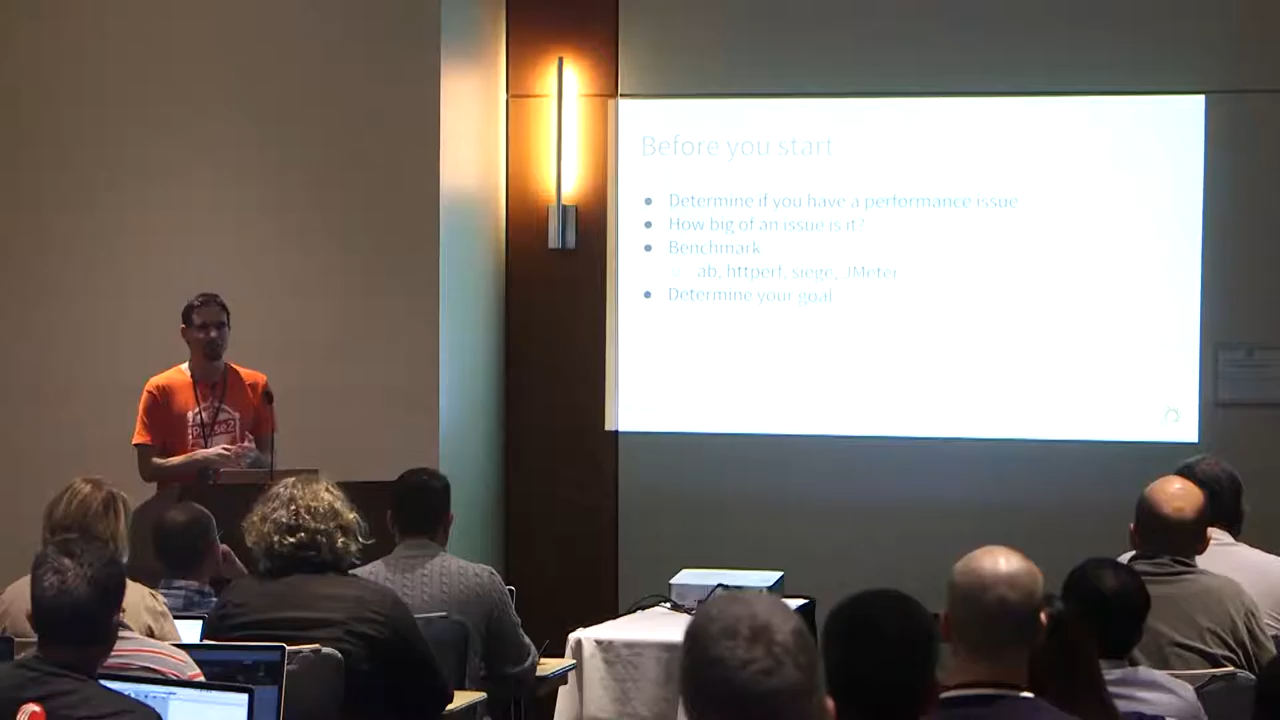 Before you start
● Determine if you have a performance issue
● How big of an issue is it?
● Benchmark
○ ab, httperf, siege, JMeter
● Determine your goal
Phase2